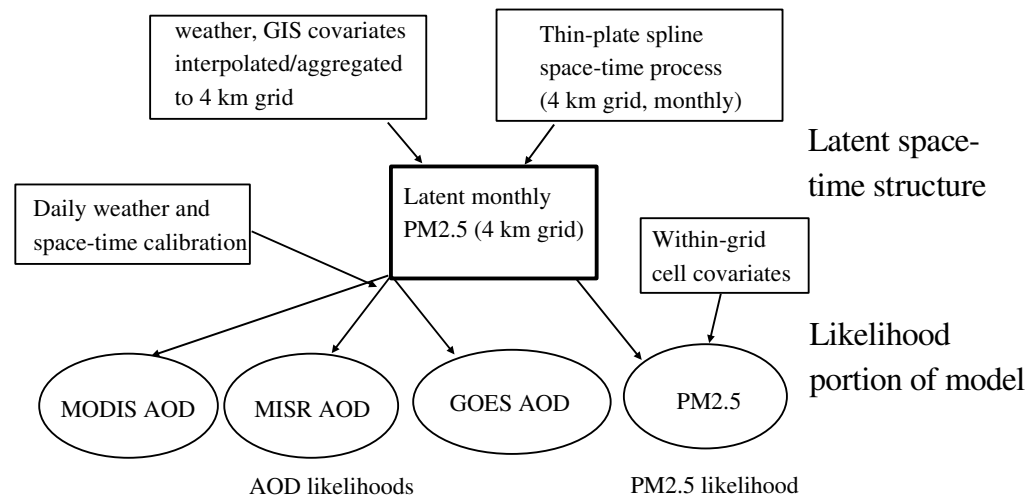 weather, GIS covariates
interpolated/aggregated
to 4 km grid
Thin-plate spline
space-time process
(4 km grid, monthly)
Latent space-
time structure
Latent monthly
PM2.5 (4 km grid)
Daily weather and
space-time calibration
Within-grid
cell covariates
Likelihood
portion of model
MODIS AOD
MISR AOD
GOES AOD
PM2.5
AOD likelihoods
PM2.5 likelihood